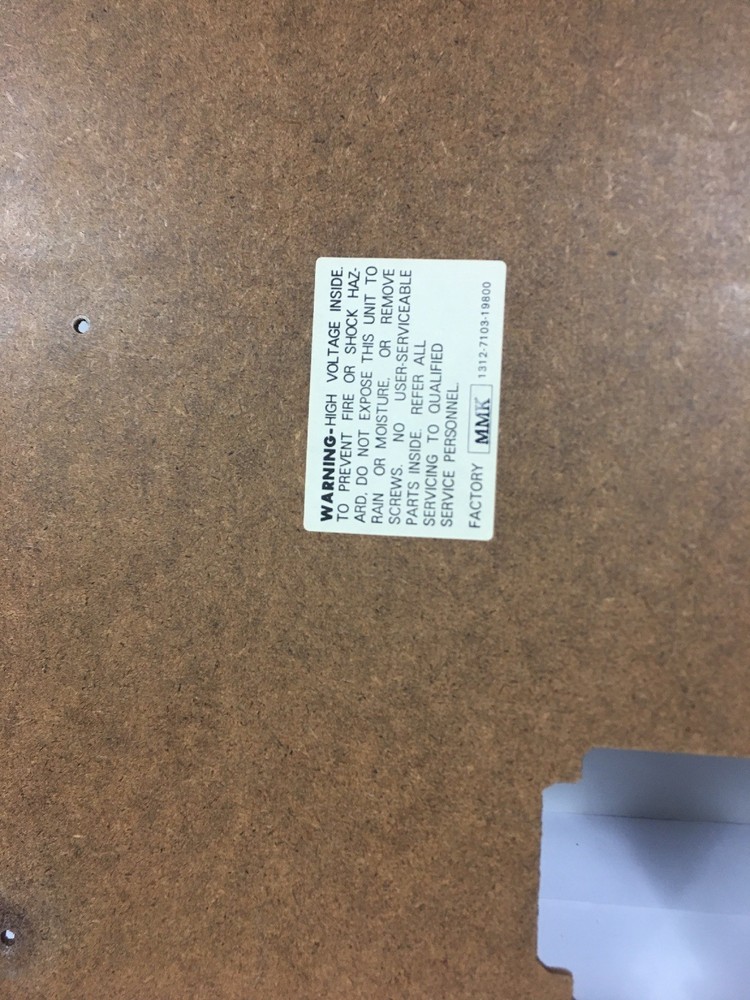 WARNING-HIGH VOLTAGE INSIDE.
TO PREVENT FIRE OR SHOCK HAZ-
ARD, DO NOT EXPOSE THIS UNIT TO
RAIN OR MOISTURE, OR REMOVE
SCREWS. NO USER-SERVICEABLE
PARTS INSIDE. REFER ALL
SERVICING TO QUALIFIED
SERVICE PERSONNEL.
FACTORY MMK 1312-7103-19800